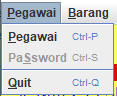 Pegawai Barang
Pegawai Ctrl-P
PaSsword Ctrl-S
Quit Ctrl-Q